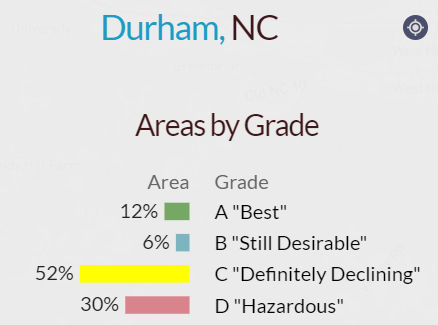 Durham, NC
Areas by Grade
Area Grade
12% A "Best"
6% B "Still Desirable"
52% C "Definitely Declining"
30% D "Hazardous"